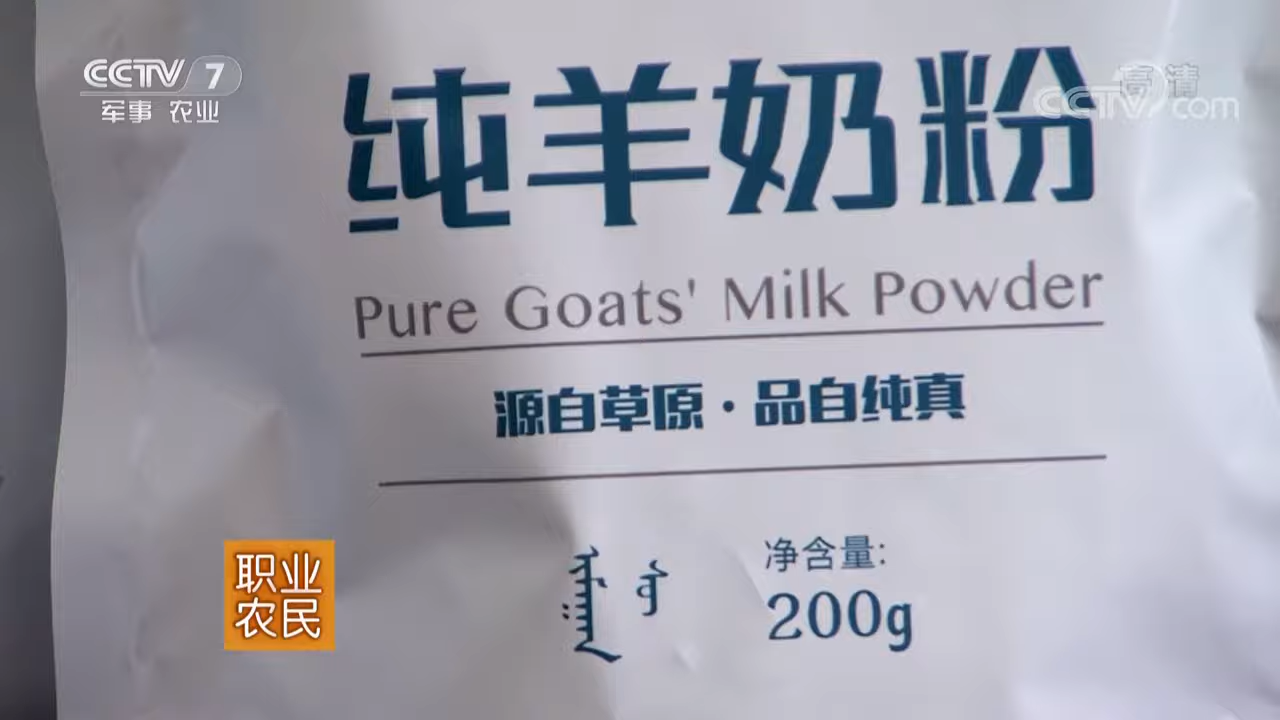 CCTV 7
军事 农业
高清
CCTV.com
纯羊奶粉
Pure Goats' Milk Powder
源自草原·品自纯真
净含量:
200g
职业
农民